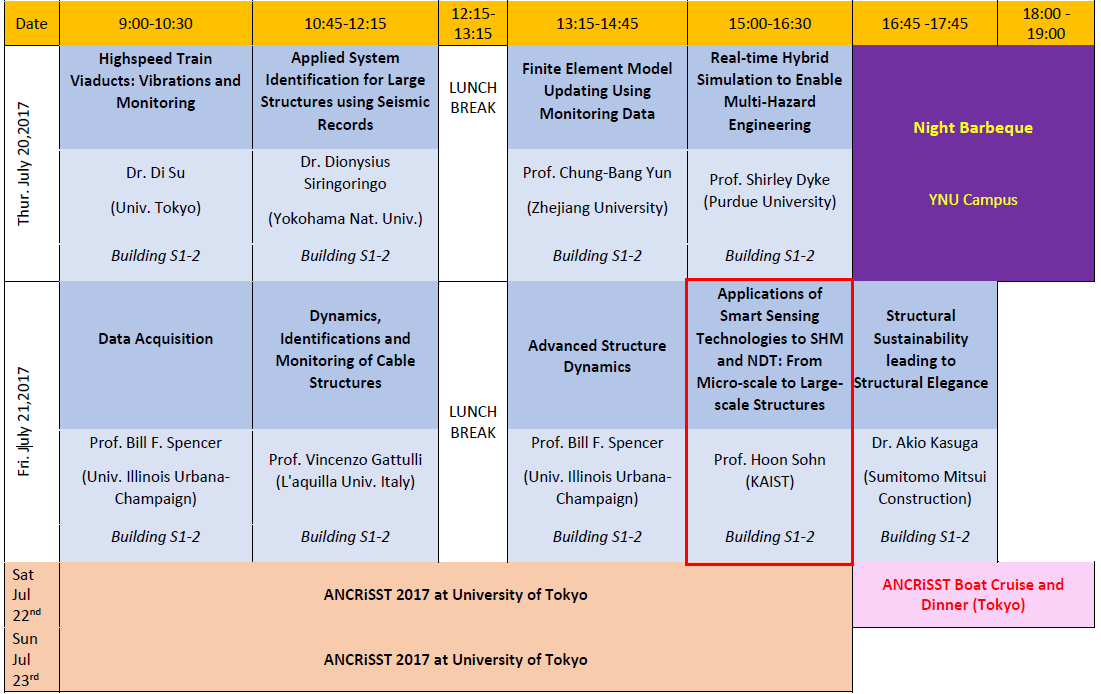 Date
9:00-10:30
10:45-12:15
12:15-
13:15
13:15-14:45
15:00-16:30
16:45 -17:45
18:00 -
19:00
Thur. July 20,2017
Highspeed Train
Viaducts: Vibrations and
Monitoring
Applied System
Identification for Large
Structures using Seismic
Records
LUNCH
BREAK
Finite Element Model
Updating Using
Monitoring Data
Real-time Hybrid
Simulation to Enable
Multi-Hazard
Engineering
Night Barbeque
YNU Campus
Dr. Di Su
(Univ. Tokyo)
Building S1-2
Dr. Dionysius
Siringoringo
(Yokohama Nat. Univ.)
Building S1-2
Prof. Chung-Bang Yun
(Zhejiang University)
Building S1-2
Prof. Shirley Dyke
(Purdue University)
Building S1-2
Fri. July 21,2017
Data Acquisition
Dynamics,
Identifications and
Monitoring of Cable
Structures
LUNCH
BREAK
Advanced Structure
Dynamics
Applications of
Smart Sensing
Technologies to SHM
and NDT: From
Micro-scale to Large-
scale Structures
Structural
Sustainability
leading to
Structural Elegance
Prof. Bill F. Spencer
(Univ. Illinois Urbana-
Champaign)
Building S1-2
Prof. Vincenzo Gattulli
(L'aquilla Univ. Italy)
Building S1-2
Prof. Bill F. Spencer
(Univ. Illinois Urbana-
Champaign)
Building S1-2
Prof. Hoon Sohn
(KAIST)
Building S1-2
Dr. Akio Kasuga
(Sumitomo Mitsui
Construction)
Building S1-2
Sat
Jul
22nd
ANCRiSST 2017 at University of Tokyo
ANCRiSST Boat Cruise and
Dinner (Tokyo)
Sun
Jul
23rd
ANCRiSST 2017 at University of Tokyo